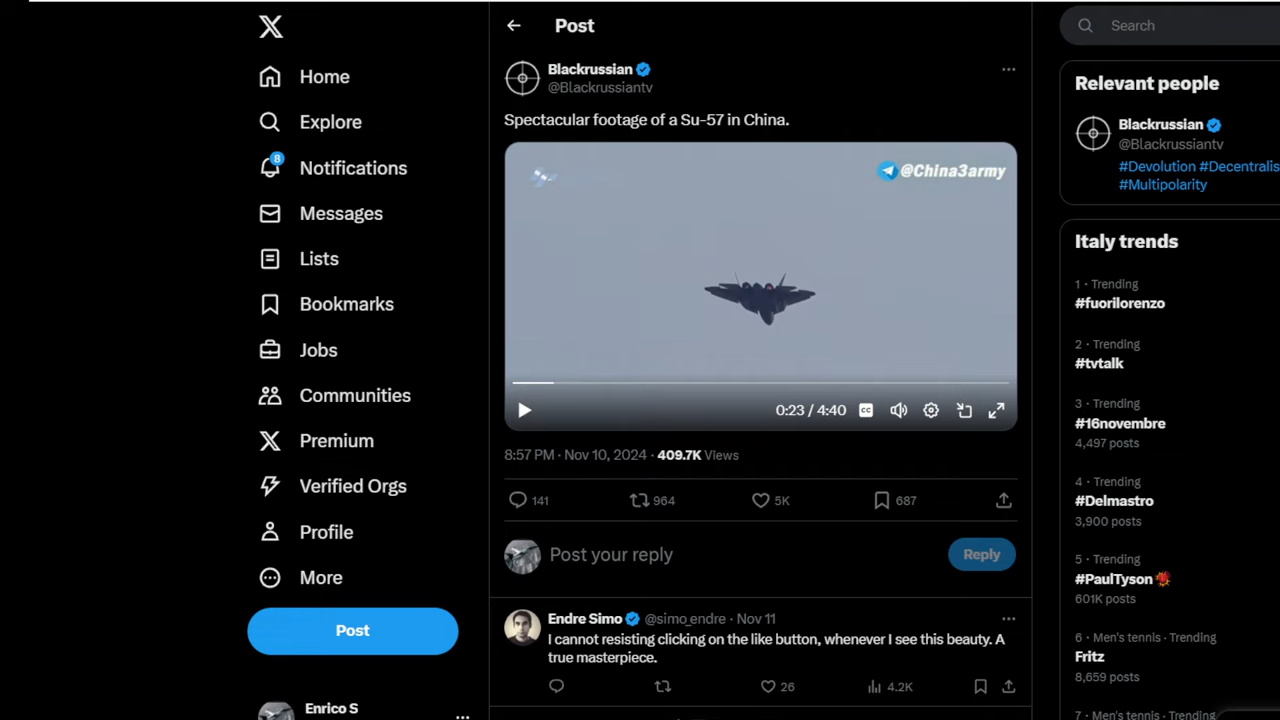 Home
Explore
8
Notifications
Messages
Lists
Bookmarks
Jobs
Communities
Premium
Verified Orgs
Profile
More
Post
Enrico S
Post
Blackrussian
@Blackrussiantv
Spectacular footage of a Su-57 in China.
@China3army
0:23 / 4:40
CC
8:57 PM · Nov 10, 2024 · 409.7K Views
141 964 5K 687
Post your reply
Reply
Endre Simo @simo_endre · Nov 11
I cannot resisting clicking on the like button, whenever I see this beauty. A
true masterpiece.
26 4.2K
Search
Relevant people
Blackrussian
@Blackrussiantv
#Devolution #Decentralis
#Multipolarity
Italy trends
1 · Trending
#fuorilorenzo
2 · Trending
#tvtalk
3 · Trending
#16novembre
4,497 posts
4 · Trending
#Delmastro
3,900 posts
5 · Trending
#PaulTyson
601K posts
6 · Men's tennis · Trending
Fritz
8,659 posts
7 · Men's tennis · Trending